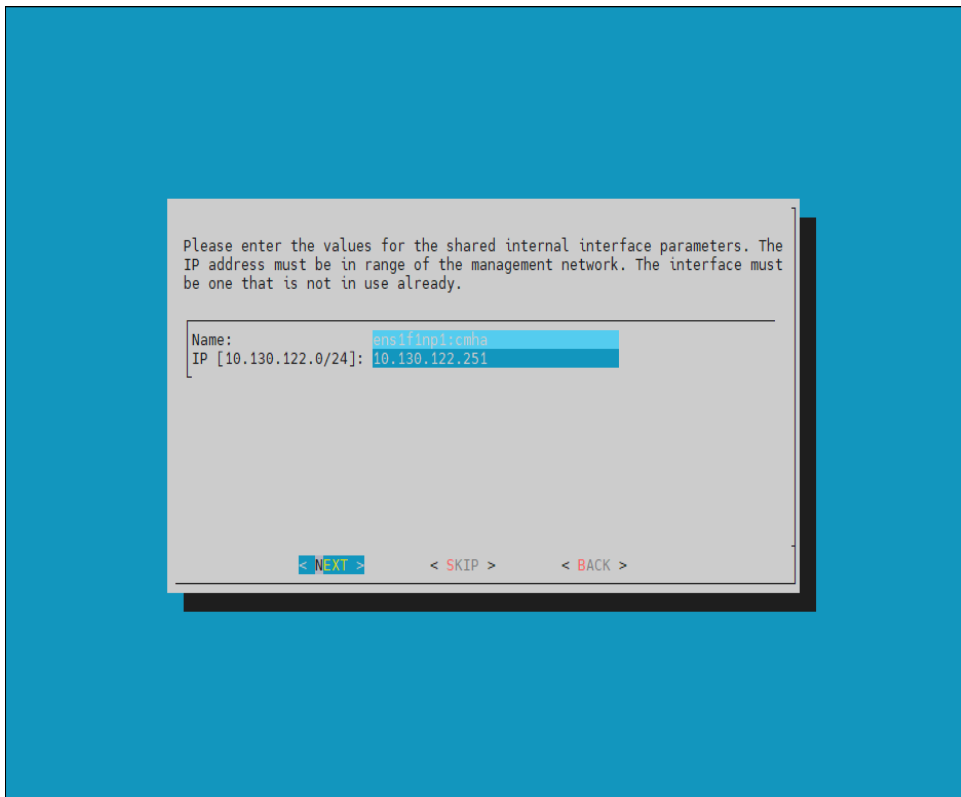 Please enter the values for the shared internal interface parameters. The
IP address must be in range of the management network. The interface must
be one that is not in use already.
Name: ens1f1np1:cmha
IP [10.130.122.0/24]: 10.130.122.251
< NEXT > < SKIP > < BACK >